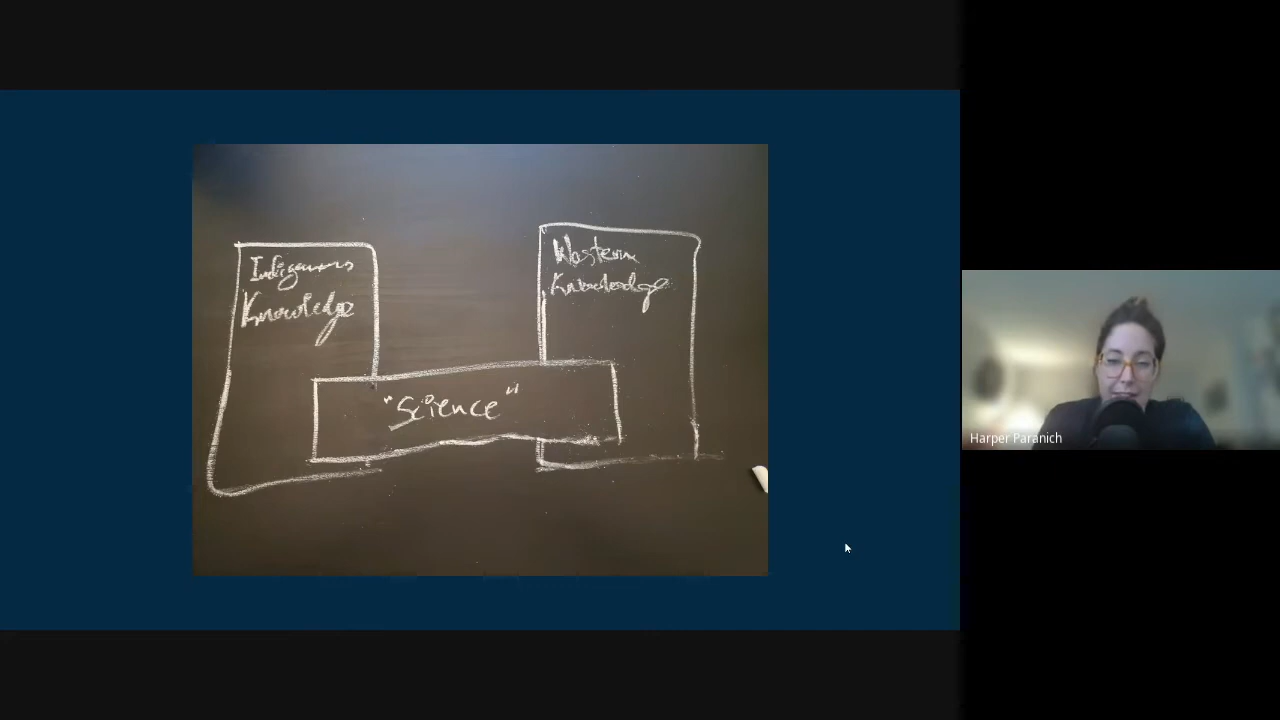 Indigenous
Knowledge
Western
Knowledge
"Science"
Harper Paranich